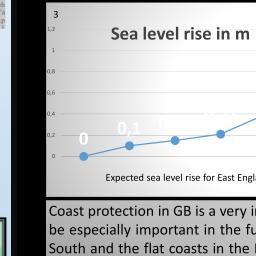 3
Sea level rise in m
1,2
1
0,8
0,6
0,4
0,2
0
0
0,1
Expected sea level rise for East Engla
Coast protection in GB is a very i
be especially important in the fu
South and the flat coasts in the